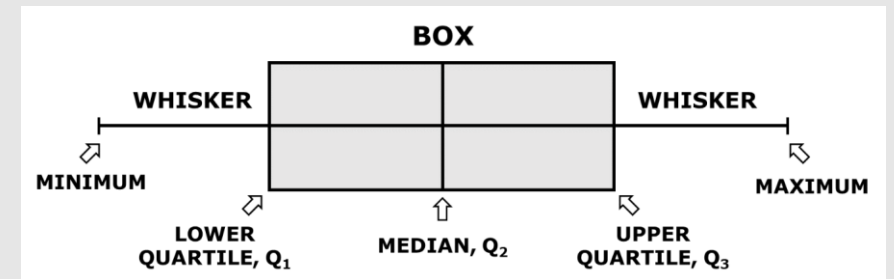 BOX
WHISKER
WHISKER
MINIMUM
MAXIMUM
LOWER
QUARTILE, Q₁
MEDIAN, Q₂
UPPER
QUARTILE, Q₃